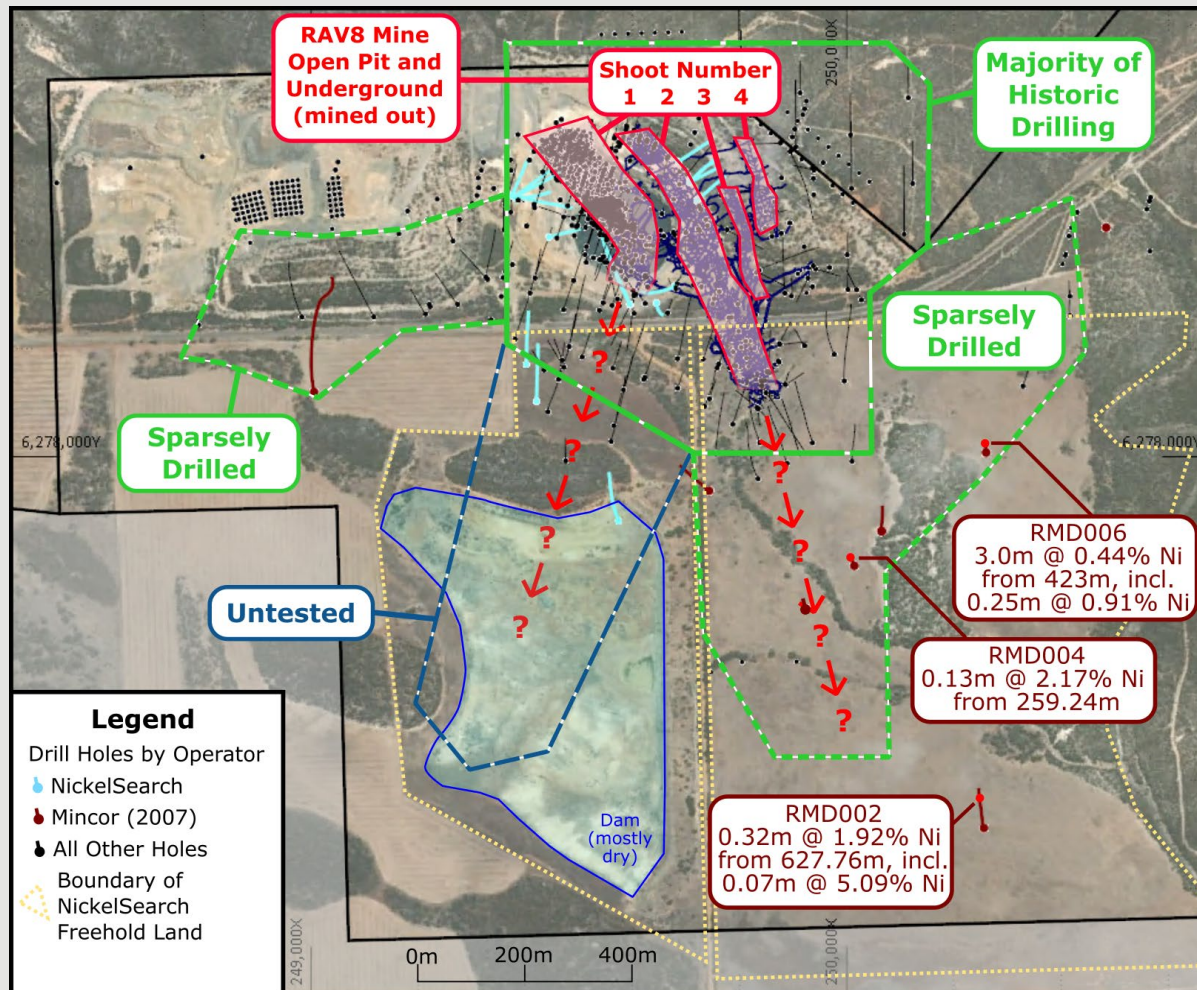 RAV8 Mine
Open Pit and
Underground
(mined out)
Shoot Number
1 2 3 4
250,000X
Majority of
Historic
Drilling
Sparsely
Drilled
?
Sparsely
Drilled
6,278,000Y
6,278,000Y
?
?
?
?
?
?
?
Untested
RMD006
3.0m @ 0.44% Ni
from 423m, incl.
0.25m @ 0.91% Ni
RMD004
0.13m @ 2.17% Ni
from 259.24m
RMD002
0.32m @ 1.92% Ni
from 627.76m, incl.
0.07m @ 5.09% Ni
Dam
(mostly
dry)
Legend
Drill Holes by Operator
NickelSearch
Mincor (2007)
All Other Holes
Boundary of
NickelSearch
Freehold Land
249,000X
0m 200m 400m
250,000X